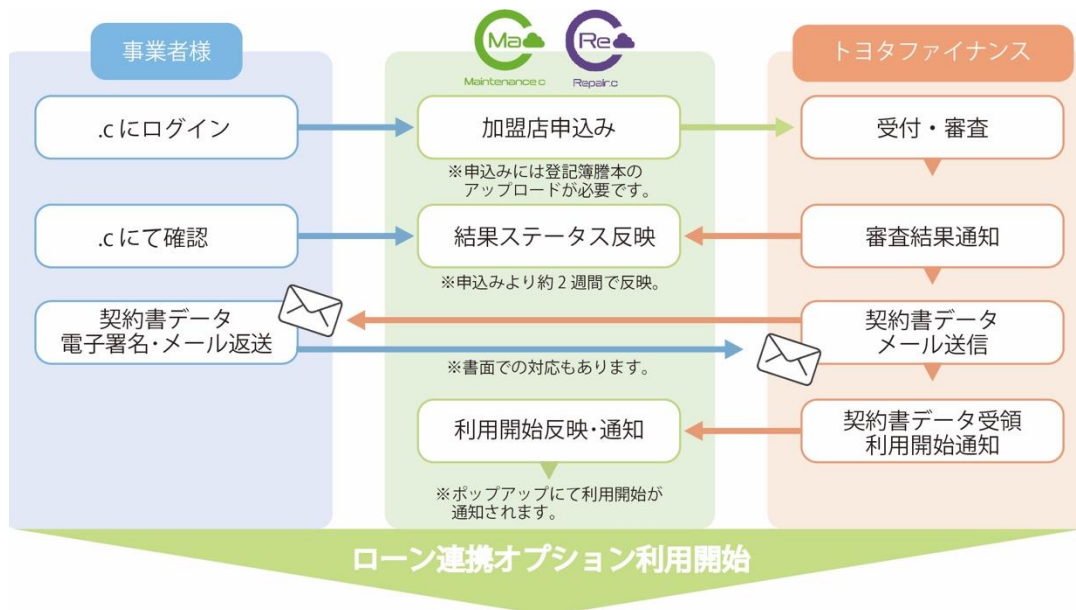 事業者様
Ma
Maintenance.c
Re
Repair.c
トヨタファイナンス
.cにログイン
加盟店申込み
受付・審査
※申込みには登記簿謄本の
アップロードが必要です。
.cにて確認
結果ステータス反映
審査結果通知
※申込みより約2週間で反映。
契約書データ
電子署名・メール返送
契約書データ
メール送信
※書面での対応もあります。
利用開始反映・通知
契約書データ受領
利用開始通知
※ポップアップにて利用開始が
通知されます。
ローン連携オプション利用開始